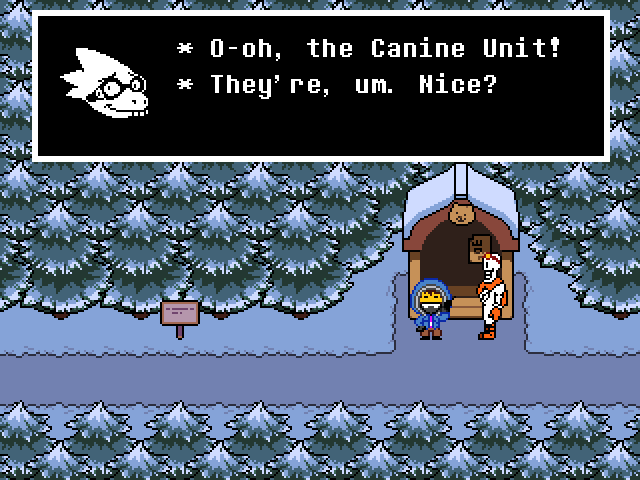 * O-oh, the Canine Unit!
* They're, um. Nice?